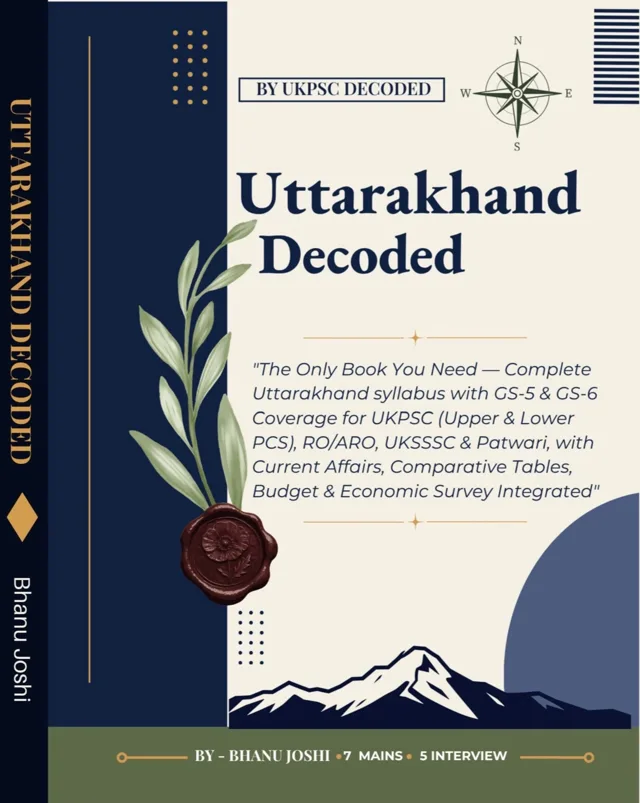 UTTARAKHAND DECODED
Bhanu Joshi
BY UKPSC DECODED
N
W E
S
Uttarakhand
Decoded
"The Only Book You Need — Complete
Uttarakhand syllabus with GS-5 & GS-6
Coverage for UKPSC (Upper & Lower
PCS), RO/ARO, UKSSSC & Patwari, with
Current Affairs, Comparative Tables,
Budget & Economic Survey Integrated"
BY - BHANU JOSHI •7 MAINS • 5 INTERVIEW